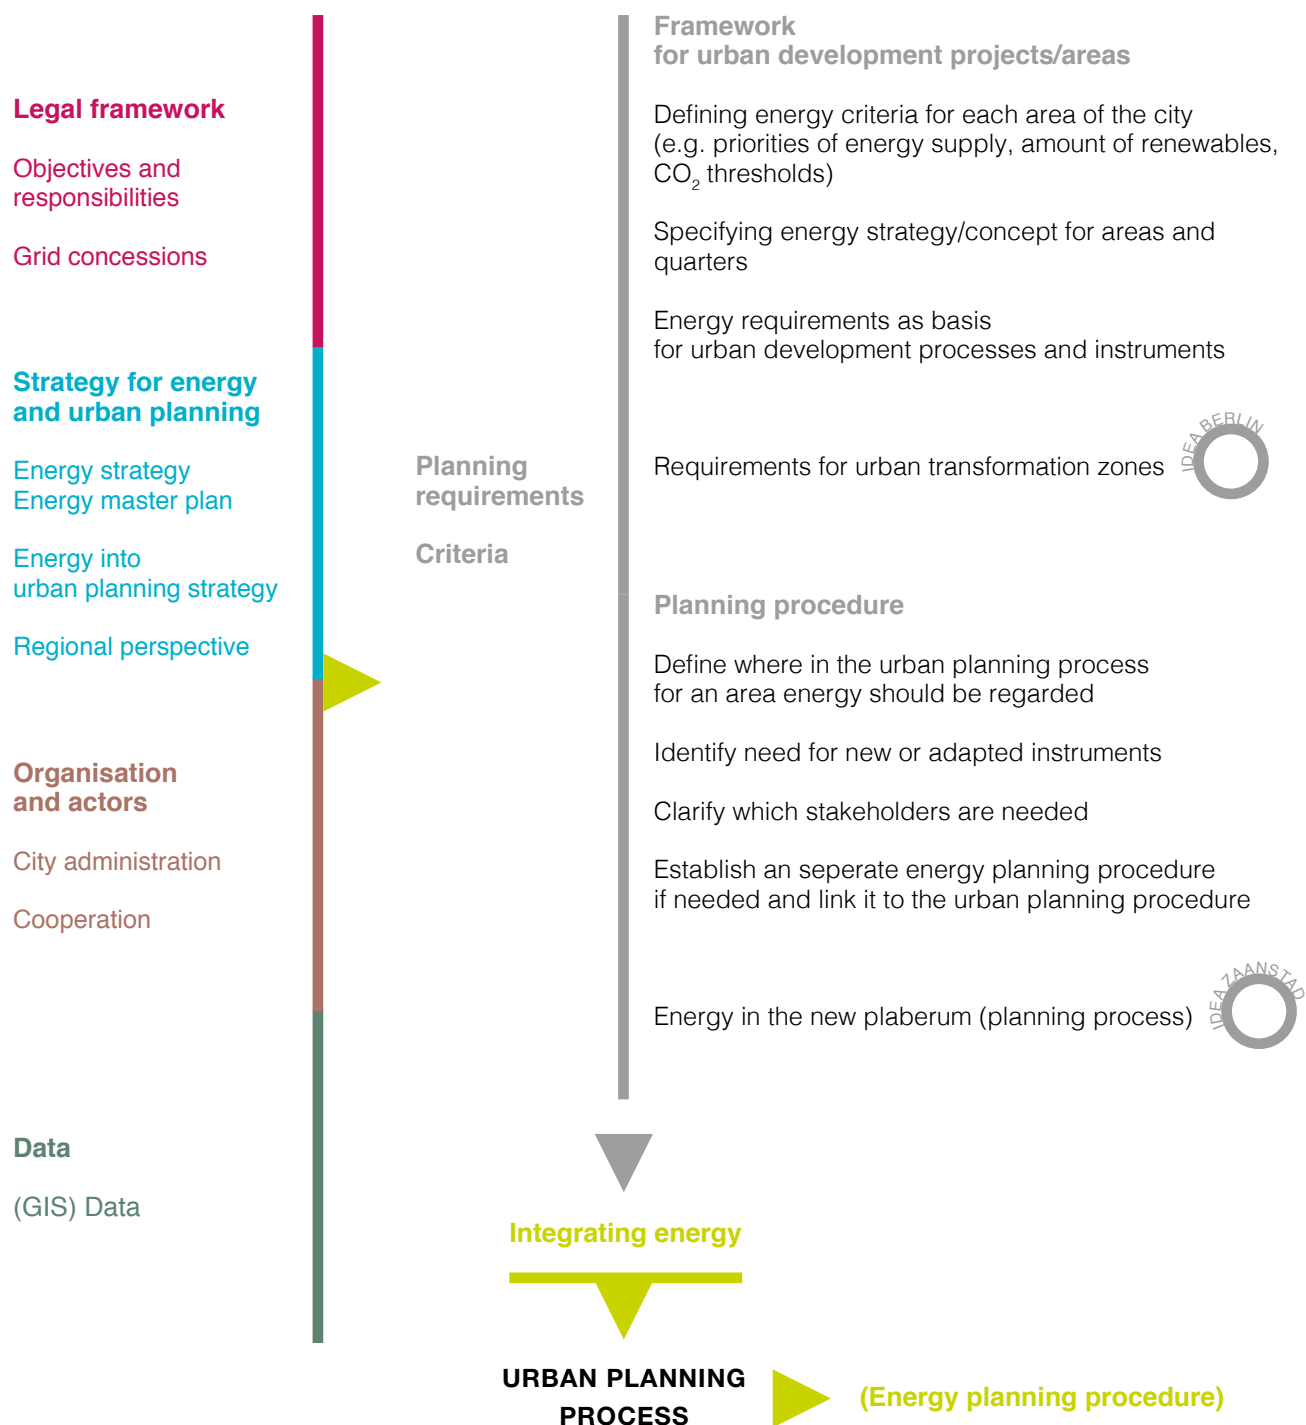 Legal framework
Objectives and
responsibilities
Grid concessions
Strategy for energy
and urban planning
Energy strategy
Energy master plan
Energy into
urban planning strategy
Regional perspective
Organisation
and actors
City administration
Cooperation
Data
(GIS) Data
Planning
requirements
Criteria
Framework
for urban development projects/areas
Defining energy criteria for each area of the city
(e.g. priorities of energy supply, amount of renewables,
CO₂ thresholds)
Specifying energy strategy/concept for areas and
quarters
Energy requirements as basis
for urban development processes and instruments
Requirements for urban transformation zones
IDEA BERLIN
Planning procedure
Define where in the urban planning process
for an area energy should be regarded
Identify need for new or adapted instruments
Clarify which stakeholders are needed
Establish an seperate energy planning procedure
if needed and link it to the urban planning procedure
Energy in the new plaberum (planning process)
IDEA ZAANSTAD
Integrating energy
URBAN PLANNING
PROCESS
(Energy planning procedure)